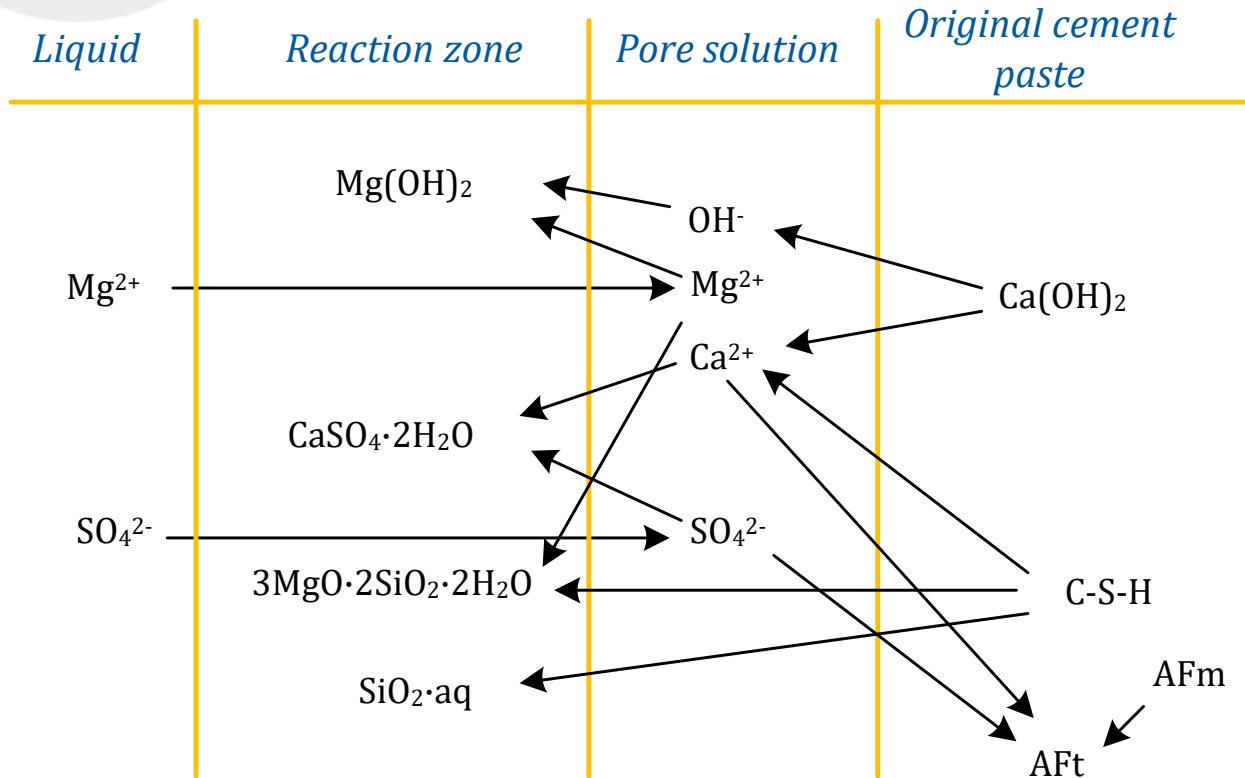 Liquid
Reaction zone
Pore solution
Original cement
paste
Mg(OH)₂
OH⁻
Mg²⁺
Mg²⁺
Ca(OH)₂
Ca²⁺
CaSO₄·2H₂O
SO₄²⁻
SO₄²⁻
3MgO·2SiO₂·2H₂O
C-S-H
SiO₂·aq
AFm
AFt